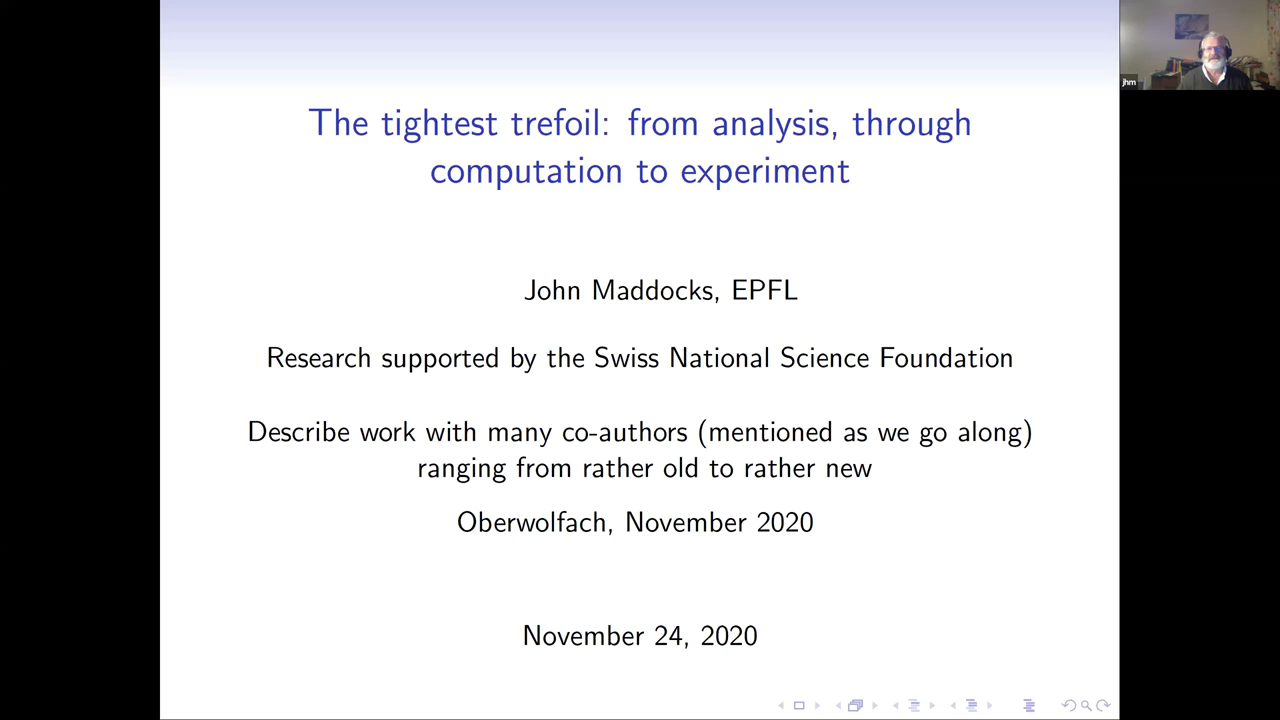 The tightest trefoil: from analysis, through
computation to experiment
John Maddocks, EPFL
Research supported by the Swiss National Science Foundation
Describe work with many co-authors (mentioned as we go along)
ranging from rather old to rather new
Oberwolfach, November 2020
November 24, 2020
jhm